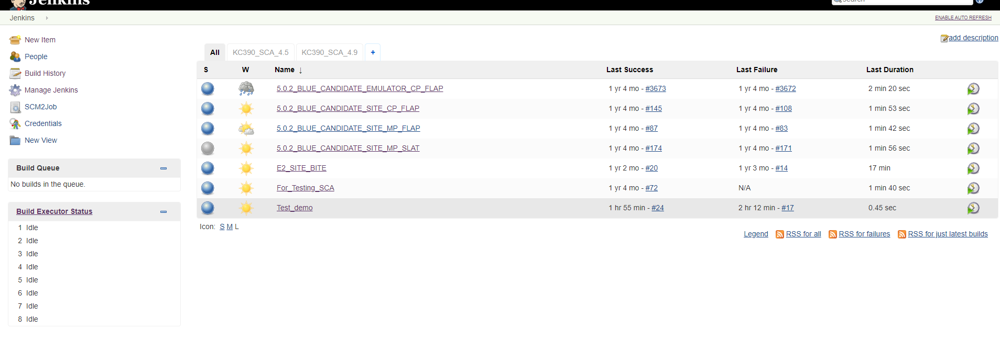 Jenkins
search
Jenkins
ENABLE AUTO REFRESH
New Item
People
Build History
Manage Jenkins
SCM2Job
Credentials
New View
Build Queue
No builds in the queue.
Build Executor Status
1 Idle
2 Idle
3 Idle
4 Idle
5 Idle
6 Idle
7 Idle
8 Idle
add description
All KC390_SCA_4.5 KC390_SCA_4.9 +
S W Name ↓ Last Success Last Failure Last Duration
5.0.2_BLUE_CANDIDATE_EMULATOR_CP_FLAP 1 yr 4 mo - #3673 1 yr 4 mo - #3672 2 min 20 sec
5.0.2_BLUE_CANDIDATE_SITE_CP_FLAP 1 yr 4 mo - #145 1 yr 4 mo - #108 1 min 53 sec
5.0.2_BLUE_CANDIDATE_SITE_MP_FLAP 1 yr 4 mo - #87 1 yr 4 mo - #83 1 min 42 sec
5.0.2_BLUE_CANDIDATE_SITE_MP_SLAT 1 yr 4 mo - #174 1 yr 4 mo - #171 1 min 56 sec
E2_SITE_BITE 1 yr 2 mo - #20 1 yr 3 mo - #14 17 min
For_Testing_SCA 1 yr 4 mo - #72 N/A 1 min 40 sec
Test_demo 1 hr 55 min - #24 2 hr 12 min - #17 0.45 sec
Icon: S M L
Legend RSS for all RSS for failures RSS for just latest builds